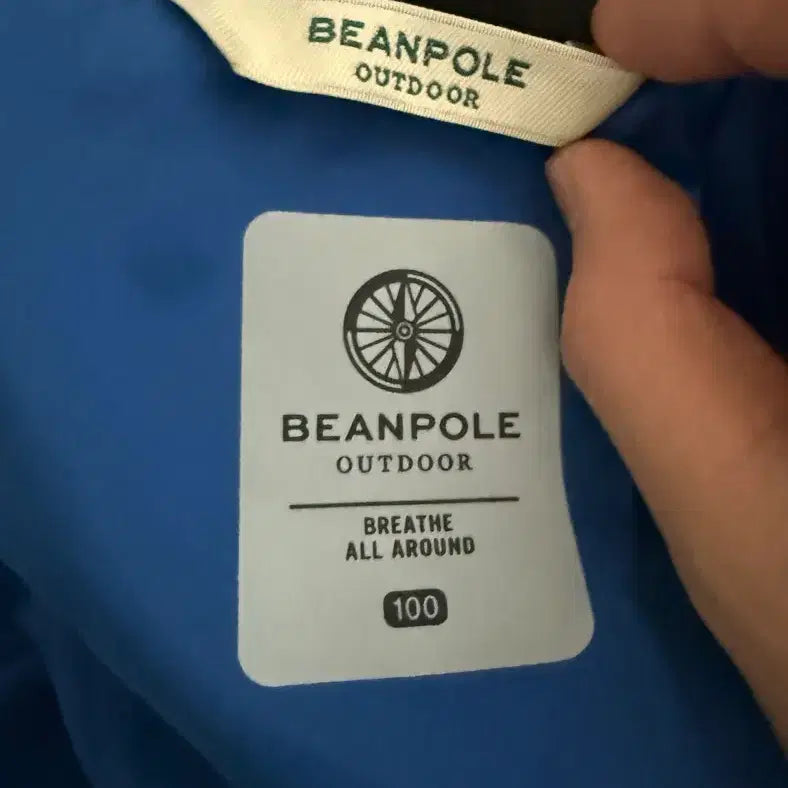 BEANPOLE
OUTDOOR
BEANPOLE
OUTDOOR
BREATHE
ALL AROUND
100